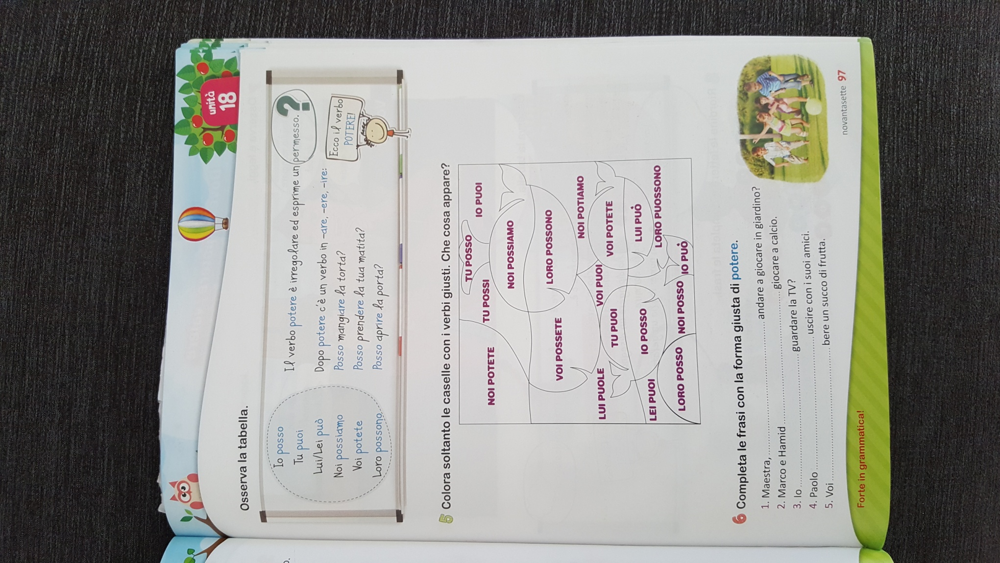 unità
18
Osserva la tabella.
Io posso
Tu puoi
Lui/Lei può
Noi possiamo
Voi potete
Loro possono
Il verbo potere è irregolare ed esprime un permesso.
?
Dopo potere c'è un verbo in -are, -ere, -ire:
Posso mangiare la torta?
Posso prendere la tua matita?
Posso aprire la porta?
Ecco il verbo
POTERE!
5 Colora soltanto le caselle con i verbi giusti. Che cosa appare?
TU POSSO
IO PUOI
TU POSSI
NOI POTETE
NOI POSSIAMO
LORO POSSONO
VOI POSSETE
NOI POTIAMO
VOI PUOI
LUI PUOLE
VOI POTETE
TU PUOI
LUI PUÒ
IO POSSO
LEI PUOI
LORO PUOSSONO
IO PUÒ
NOI POSSO
LORO POSSO
6 Completa le frasi con la forma giusta di potere.
1. Maestra, ........ andare a giocare in giardino?
2. Marco e Hamid ........ giocare a calcio.
3. Io ........ guardare la TV?
4. Paolo ........ uscire con i suoi amici.
5. Voi ........ bere un succo di frutta.
Forte in grammatica!
novantasette 97